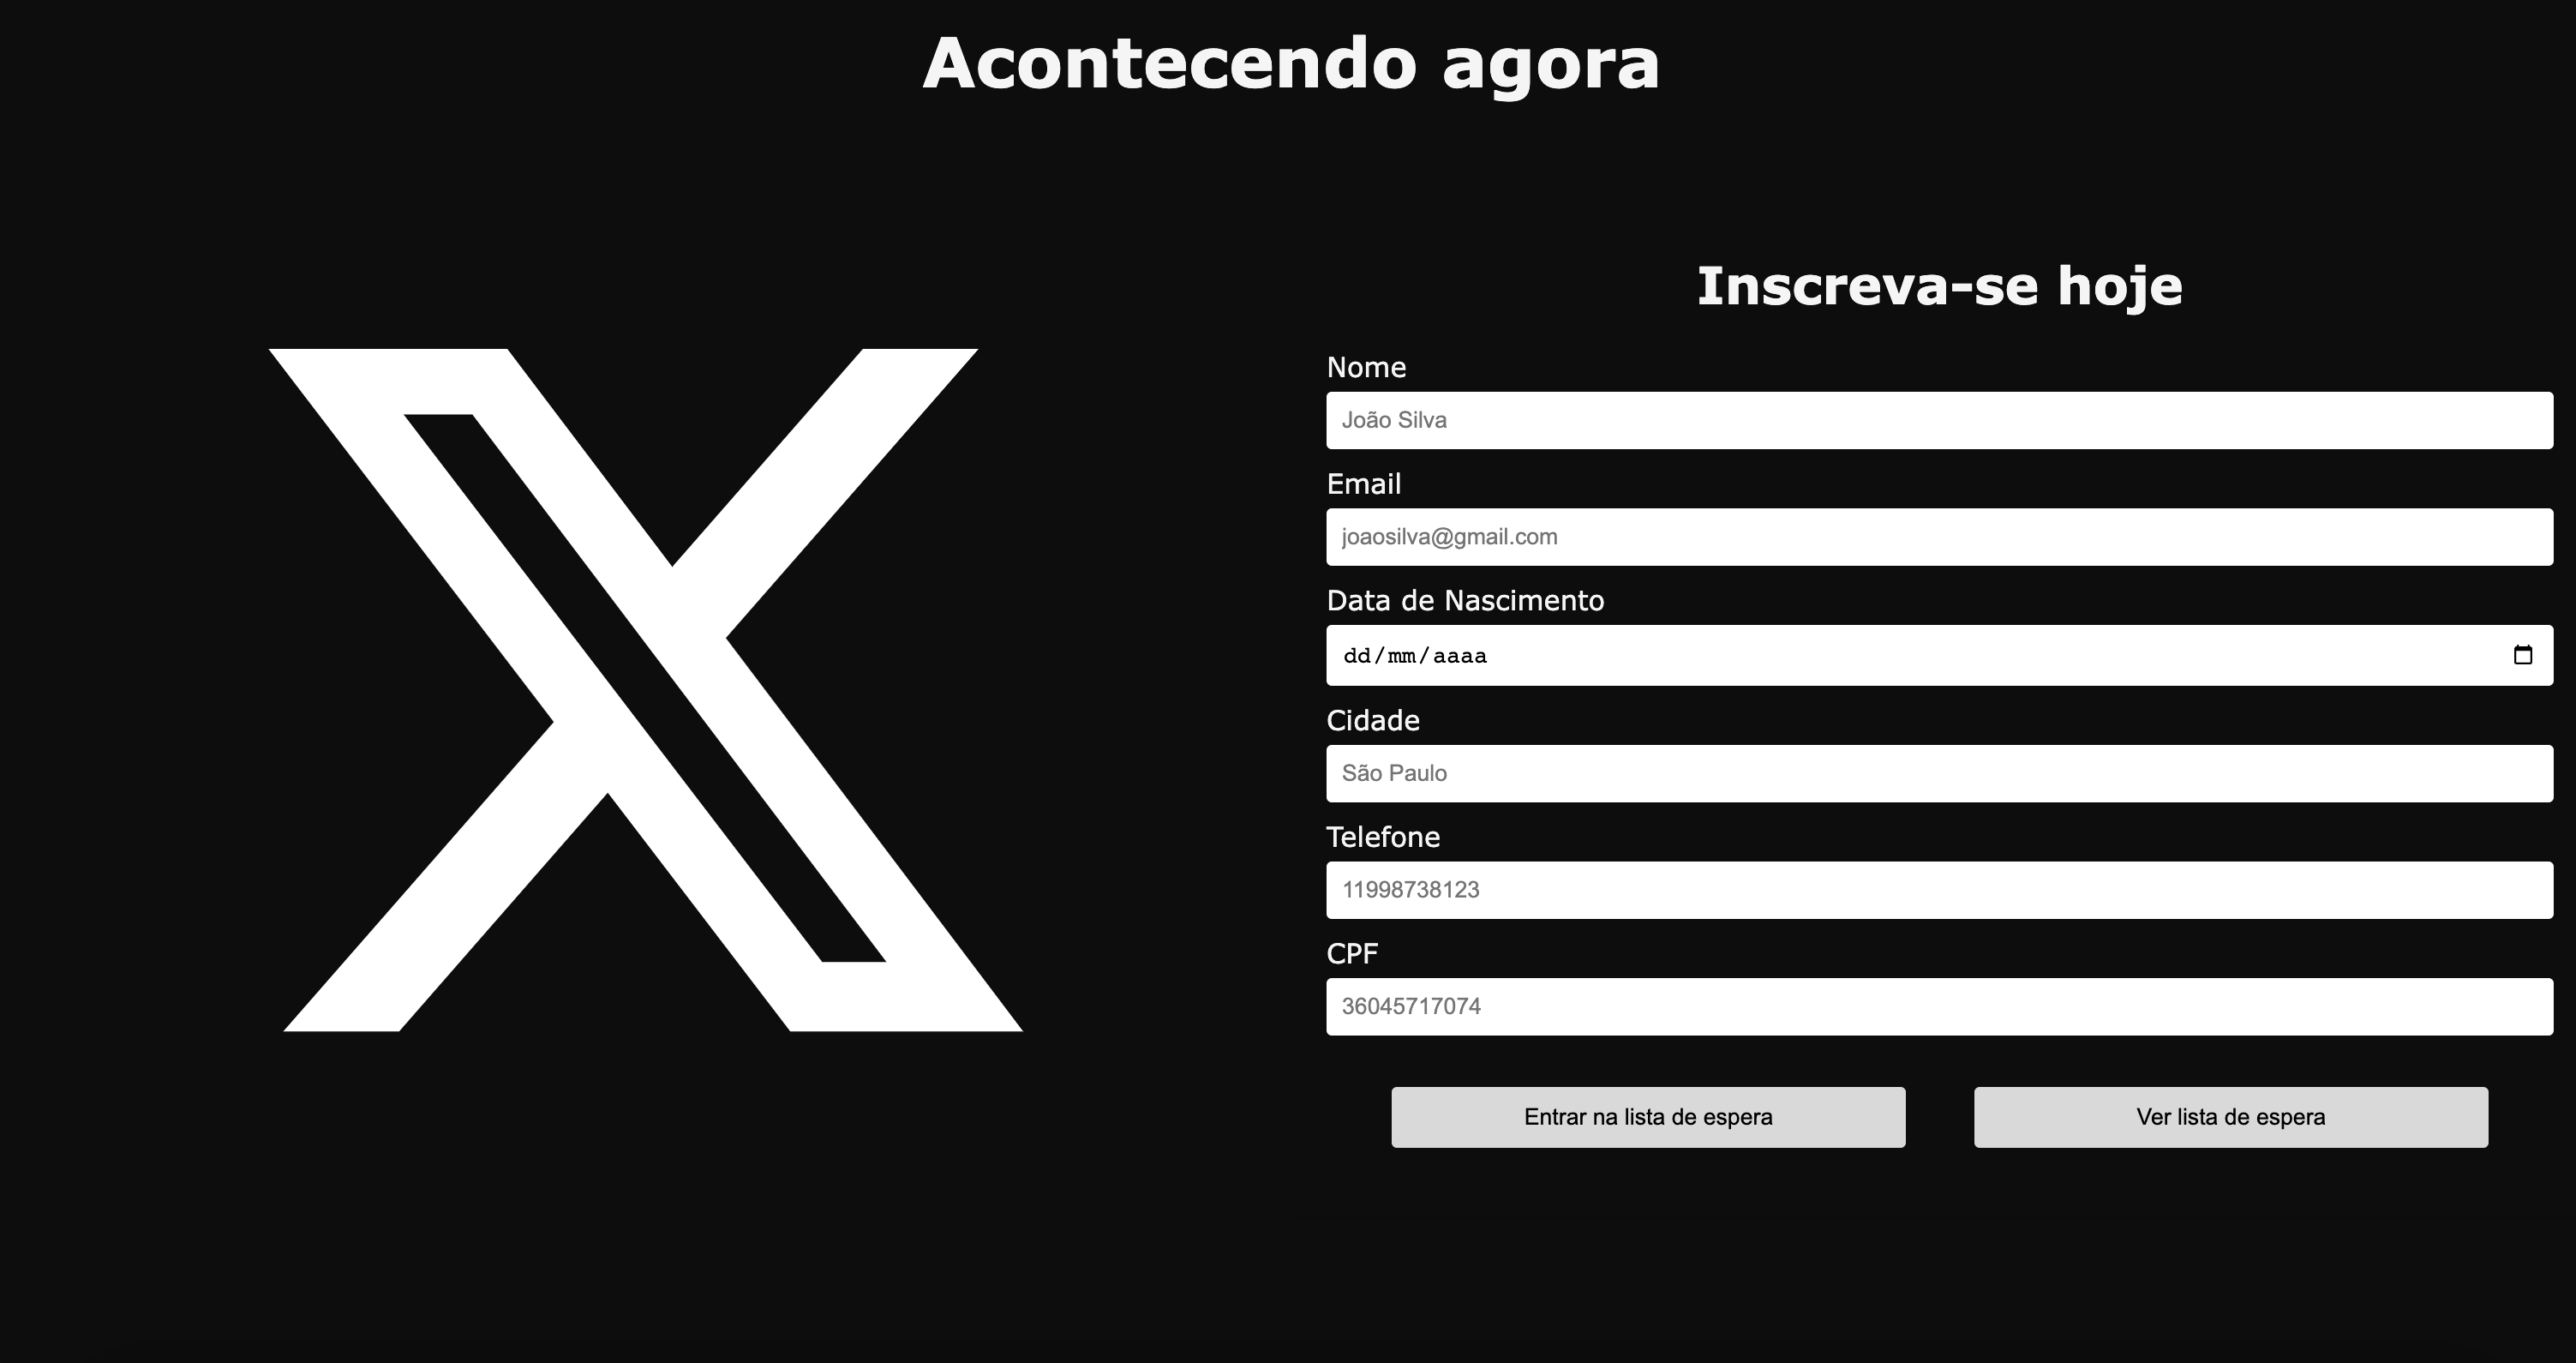 Acontecendo agora
Inscreva-se hoje
Nome
João Silva
Email
joaosilva@gmail.com
Data de Nascimento
dd/mm/aaaa
Cidade
São Paulo
Telefone
11998738123
CPF
36045717074
Entrar na lista de espera
Ver lista de espera